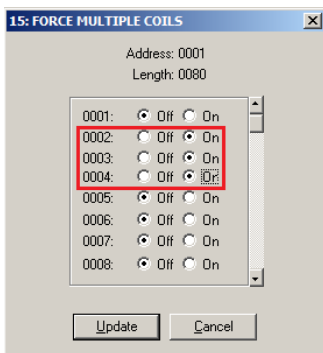 15: FORCE MULTIPLE COILS
Address: 0001
Length: 0080
0001: Off On
0002: Off On
0003: Off On
0004: Off On
0005: Off On
0006: Off On
0007: Off On
0008: Off On
Update Cancel